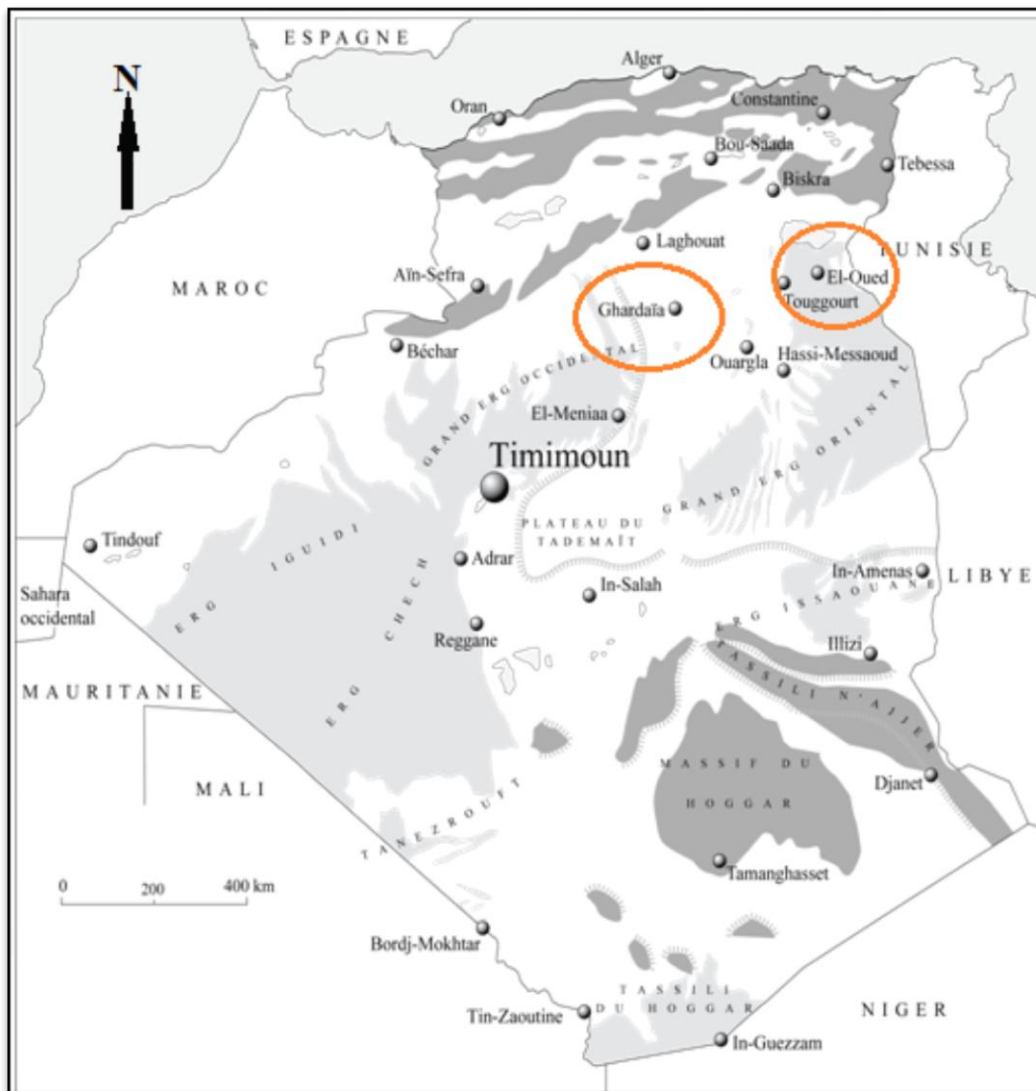 ESPAGNE
N
Alger
Oran
Constantine
Bou-Saada
Tebessa
Biskra
Laghouat
TUNISIE
MAROC
Aïn-Sefra
El-Oued
Touggourt
Ghardaïa
Béchar
Ouargla
Hassi-Messaoud
GRAND ERG OCCIDENTAL
El-Meniaa
Timimoun
GRAND ERG ORIENTAL
PLATEAU DU
TADEMAÏT
Tindouf
ERG IGUIDI
Adrar
In-Salah
In-Amenas
LIBYE
Sahara
occidental
ERG CHECH
ERG ISSAOUANE
Reggane
Illizi
TASSILI N'AJJER
MAURITANIE
MASSIF DU
HOGGAR
Djanet
MALI
TANEZROUFT
Tamanghasset
0 200 400 km
Bordj-Mokhtar
TASSILI
DU HOGGAR
Tin-Zaoutine
NIGER
In-Guezzam